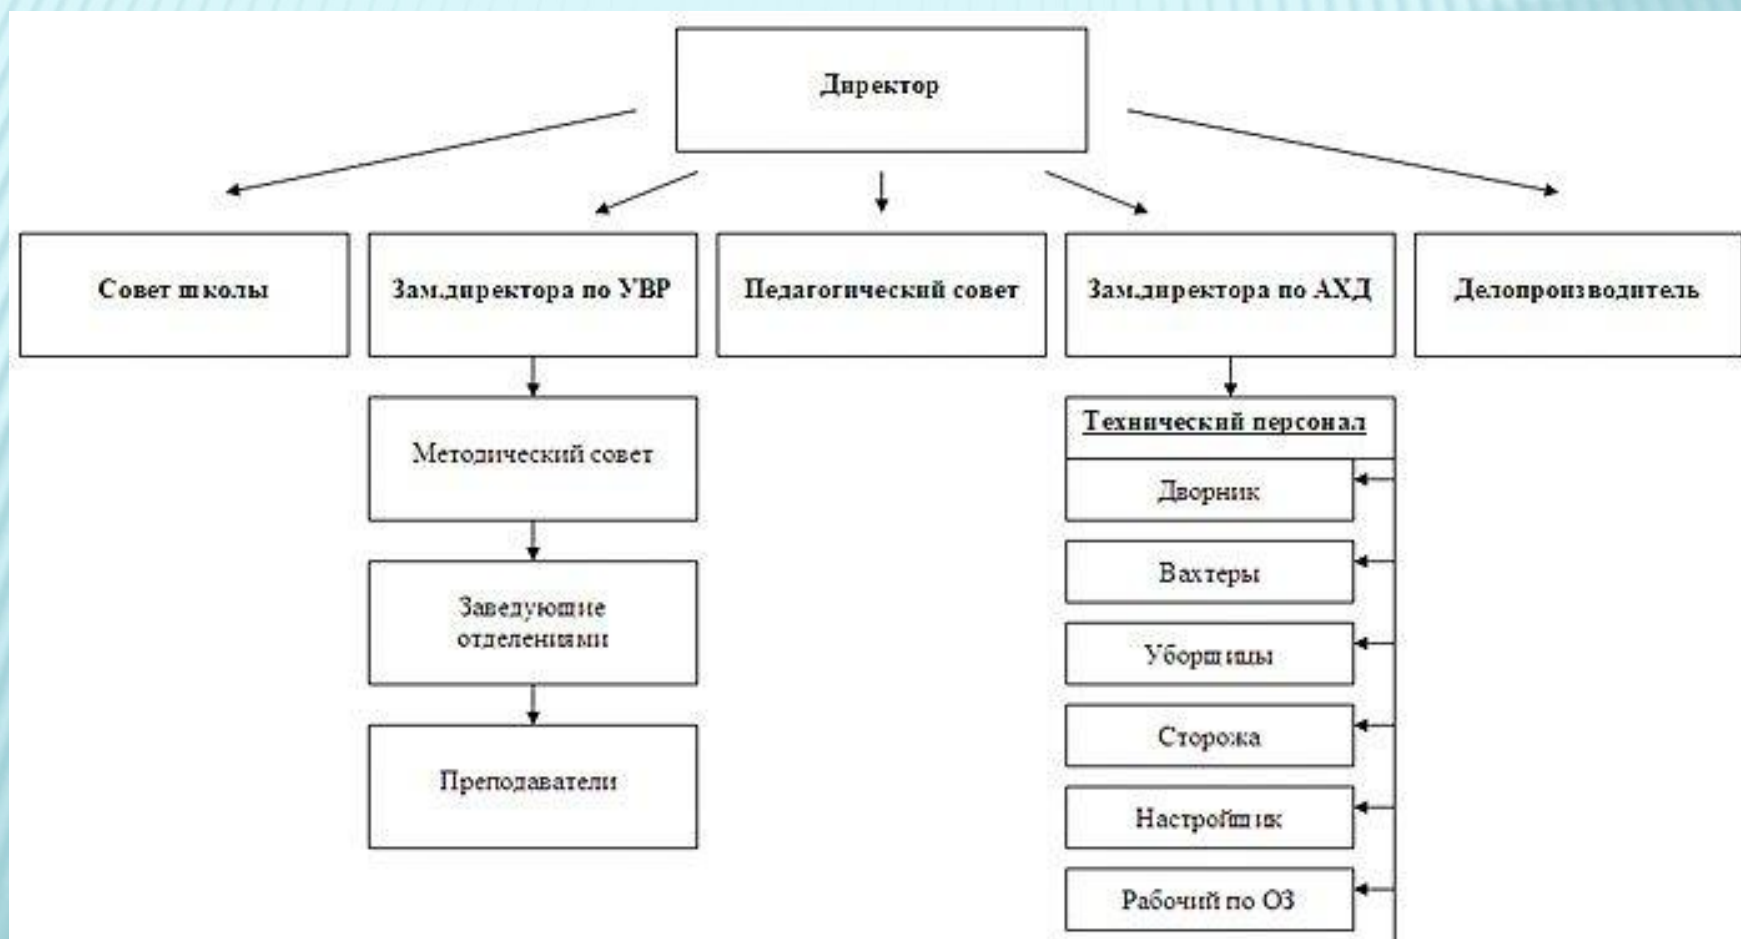 Директор
Совет школы
Зам.директора по УВР
Педагогический совет
Зам.директора по АХД
Делопроизводитель
Методический совет
Заведующие
отделениями
Преподаватели
Технический персонал
Дворник
Вахтеры
Уборщицы
Сторожа
Настройщик
Рабочий по ОЗ